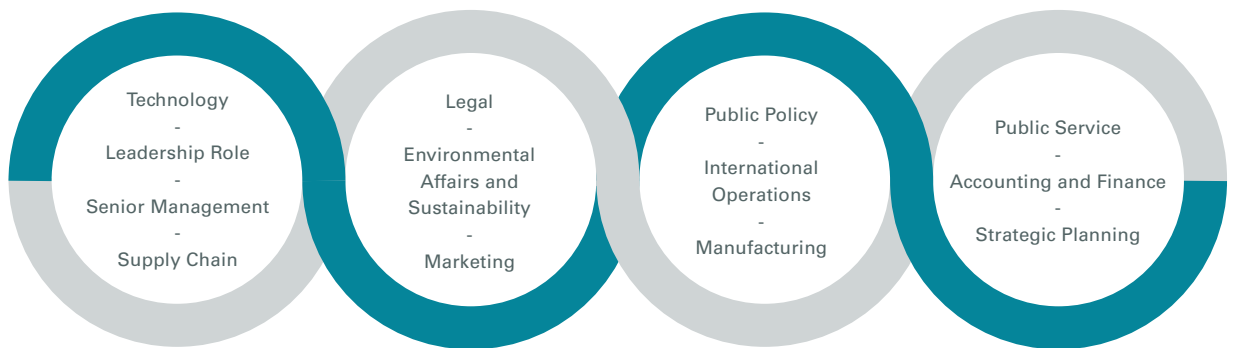 Technology
-
Leadership Role
-
Senior Management
-
Supply Chain
Legal
-
Environmental
Affairs and
Sustainability
-
Marketing
Public Policy
-
International
Operations
-
Manufacturing
Public Service
-
Accounting and Finance
-
Strategic Planning